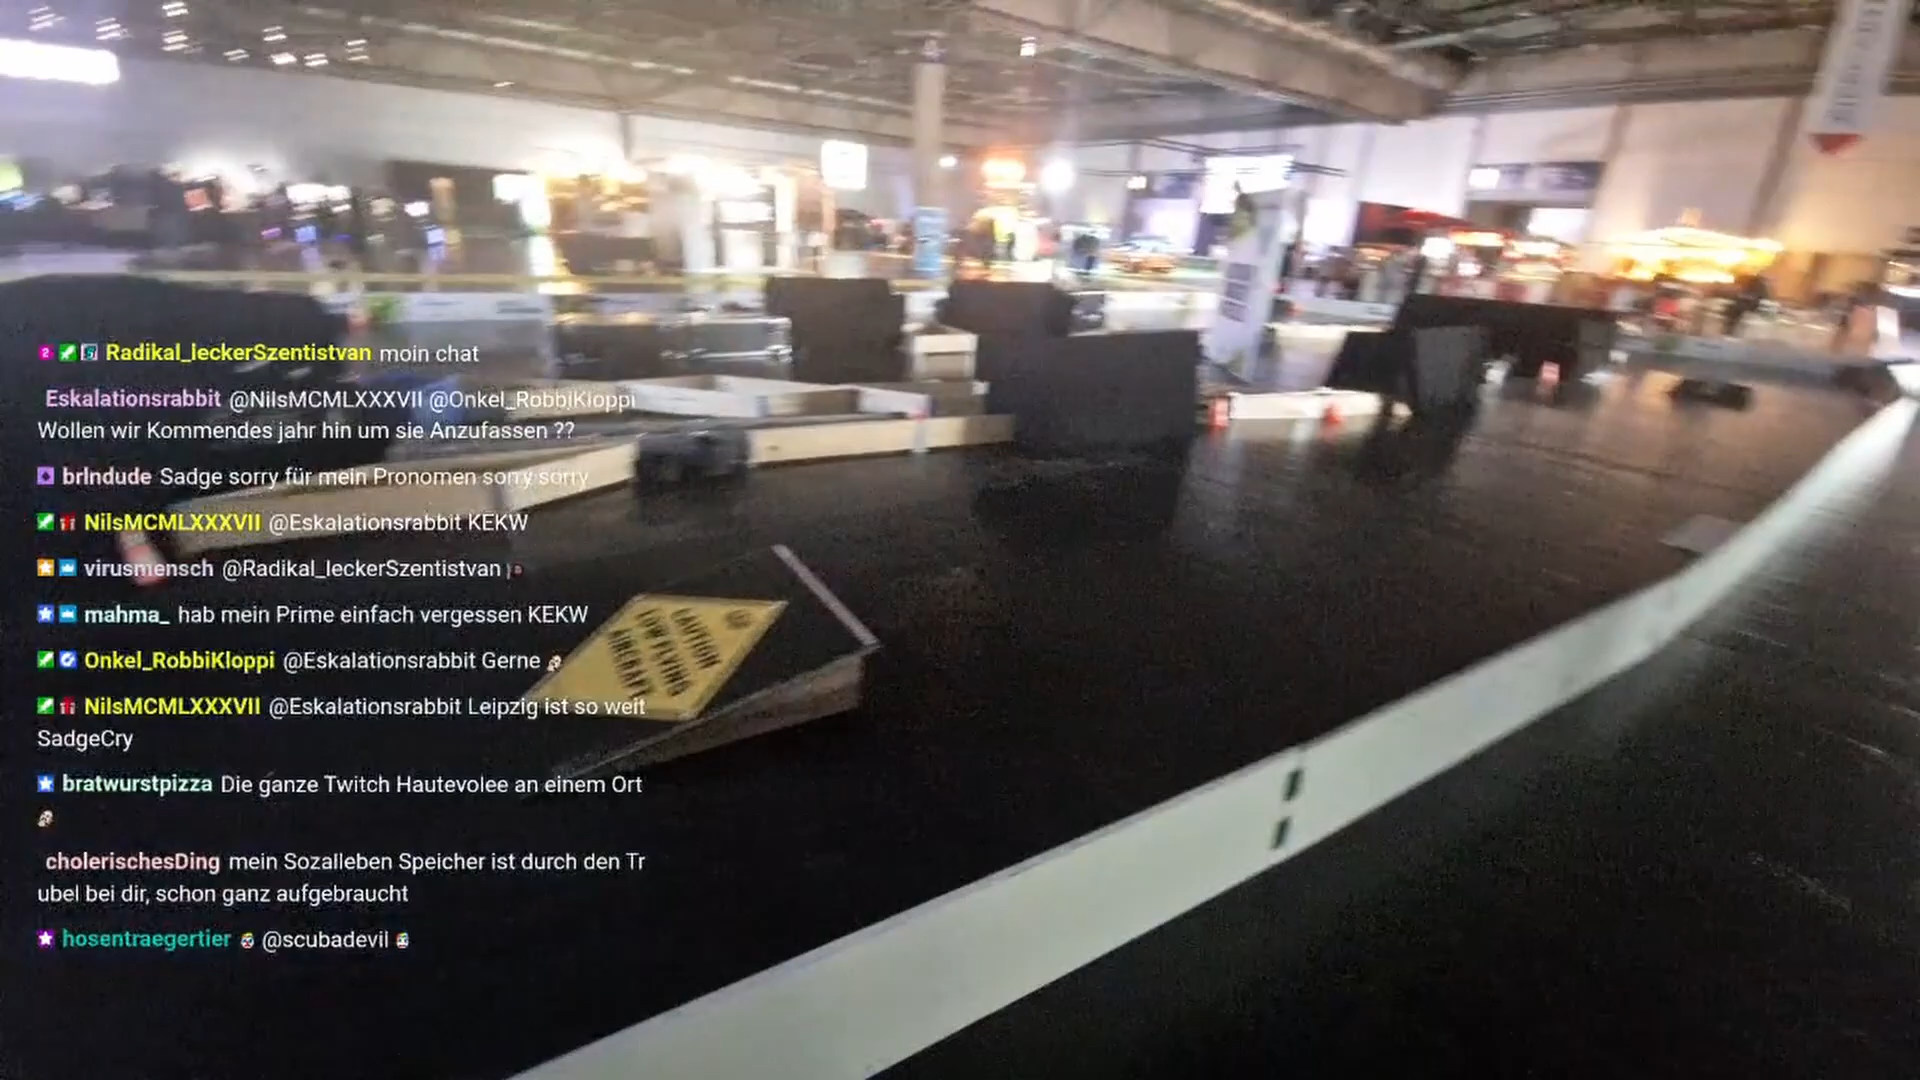 Radikal_leckerSzentistvan moin chat
Eskalationsrabbit @NilsMCMLXXXVII @Onkel_RobbiKloppi
Wollen wir Kommendes jahr hin um sie Anzufassen ??
brlndude Sadge sorry für mein Pronomen sorry sorry
NilsMCMLXXXVII @Eskalationsrabbit KEKW
virusmensch @Radikal_leckerSzentistvan
mahma_ hab mein Prime einfach vergessen KEKW
Onkel_RobbiKloppi @Eskalationsrabbit Gerne
NilsMCMLXXXVII @Eskalationsrabbit Leipzig ist so weit
SadgeCry
bratwurstpizza Die ganze Twitch Hautevolee an einem Ort
cholerischesDing mein Sozalleben Speicher ist durch den Tr
ubel bei dir, schon ganz aufgebraucht
hosentraegertier @scubadevil
CAUTION
LOW FLYING
AIRCRAFT